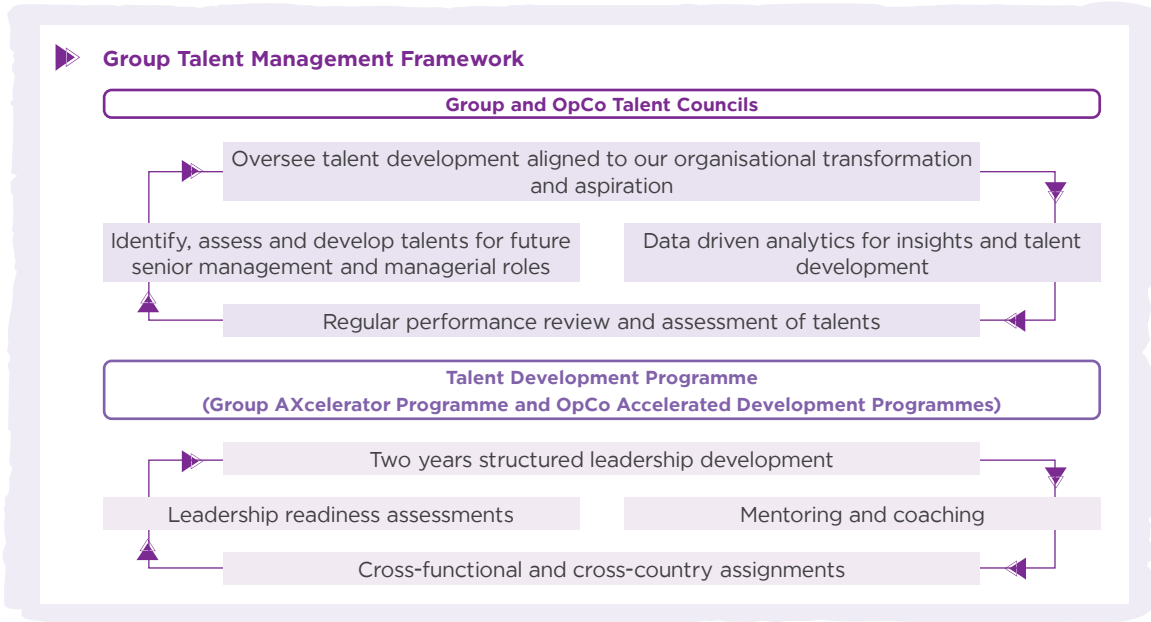 Group Talent Management Framework
Group and OpCo Talent Councils
Oversee talent development aligned to our organisational transformation
and aspiration
Identify, assess and develop talents for future
senior management and managerial roles
Data driven analytics for insights and talent
development
Regular performance review and assessment of talents
Talent Development Programme
(Group AXcelerator Programme and OpCo Accelerated Development Programmes)
Two years structured leadership development
Leadership readiness assessments
Mentoring and coaching
Cross-functional and cross-country assignments